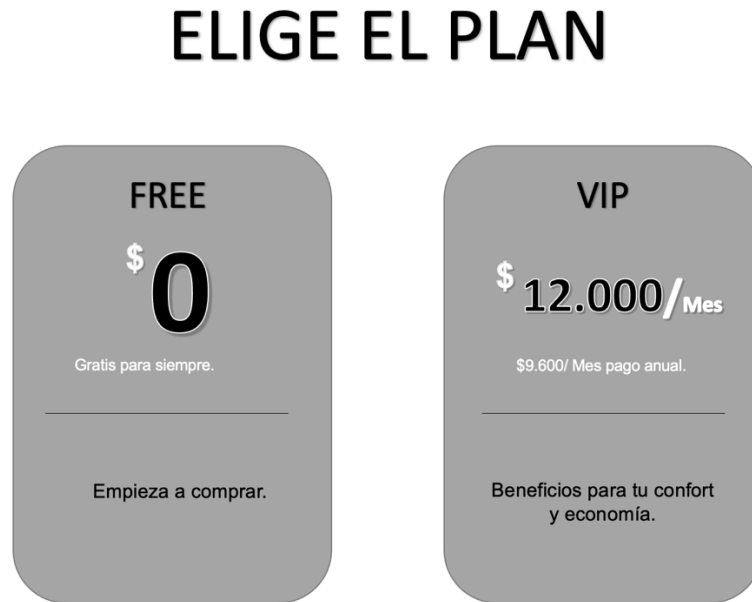 ELIGE EL PLAN
FREE
$ 0
Gratis para siempre.
Empieza a comprar.
VIP
$ 12.000/Mes
$9.600/ Mes pago anual.
Beneficios para tu confort
y economía.